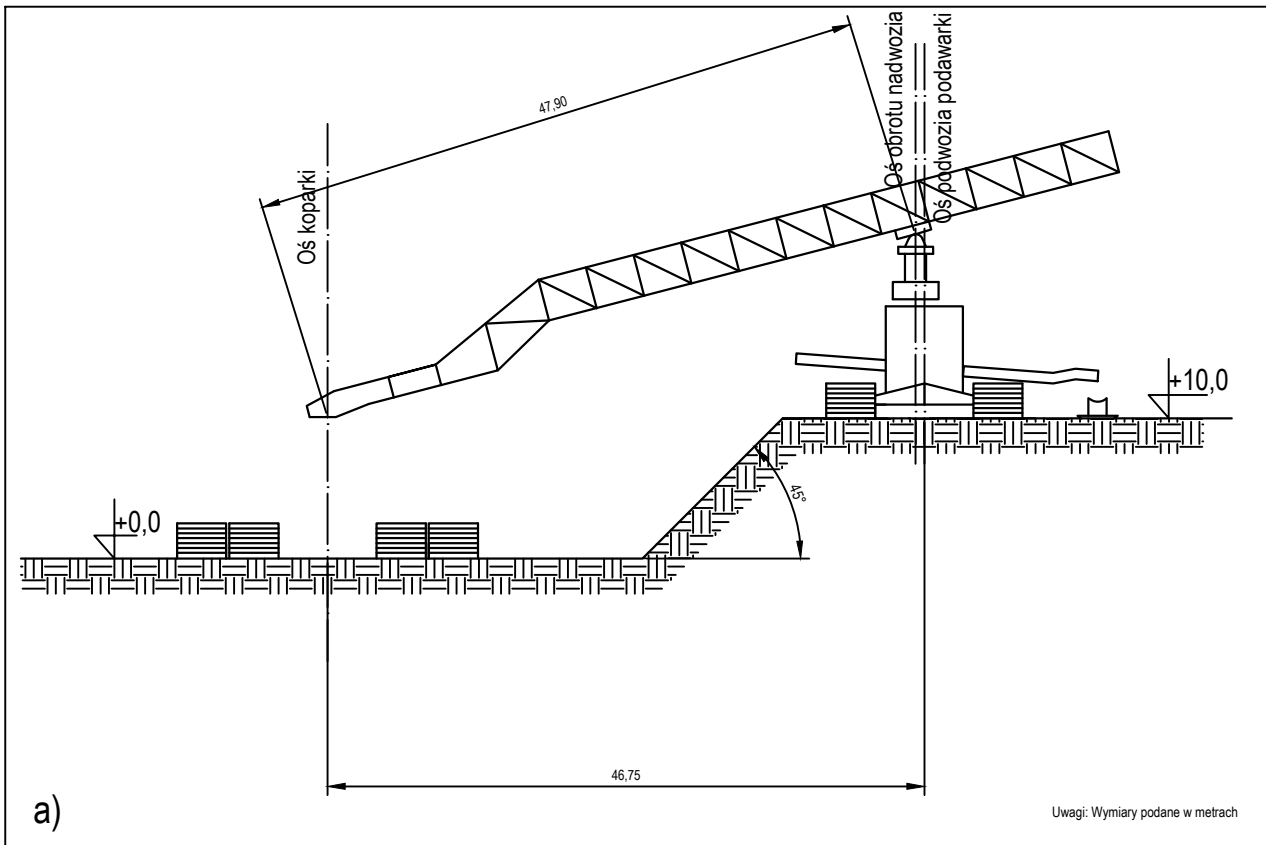 Oś koparki
47,90
Oś obrotu nadwozia
Oś podwozia podawarki
+10,0
+0,0
45°
46,75
a)
Uwagi: Wymiary podane w metrach